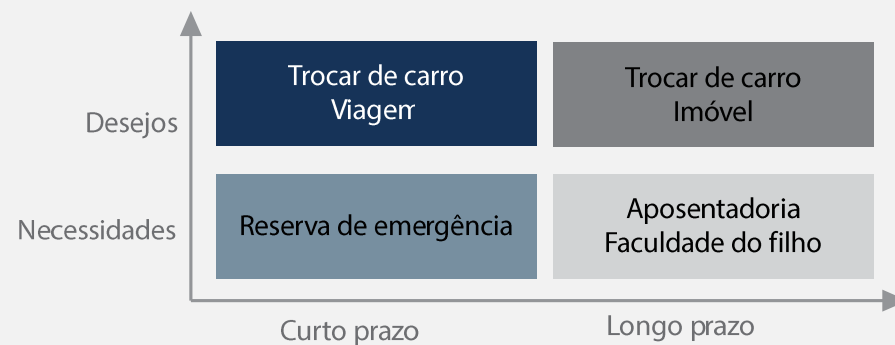 Desejos
Trocar de carro
Viagem
Trocar de carro
Imóvel
Necessidades
Reserva de emergência
Aposentadoria
Faculdade do filho
Curto prazo
Longo prazo